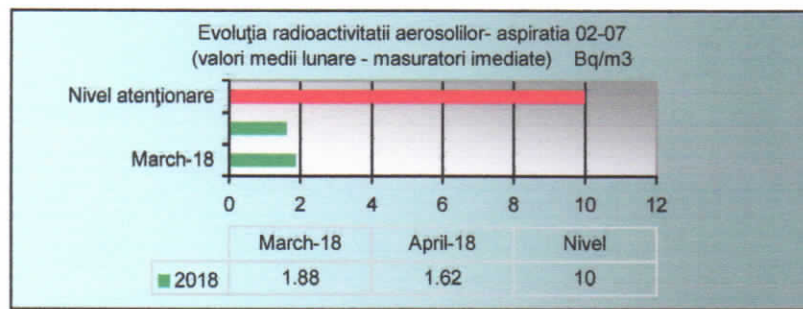 Evoluţia radioactivitatii aerosolilor- aspiratia 02-07
(valori medii lunare - masuratori imediate) Bq/m3
Nivel atenţionare
March-18
0 2 4 6 8 10 12
March-18 April-18 Nivel
2018 1.88 1.62 10